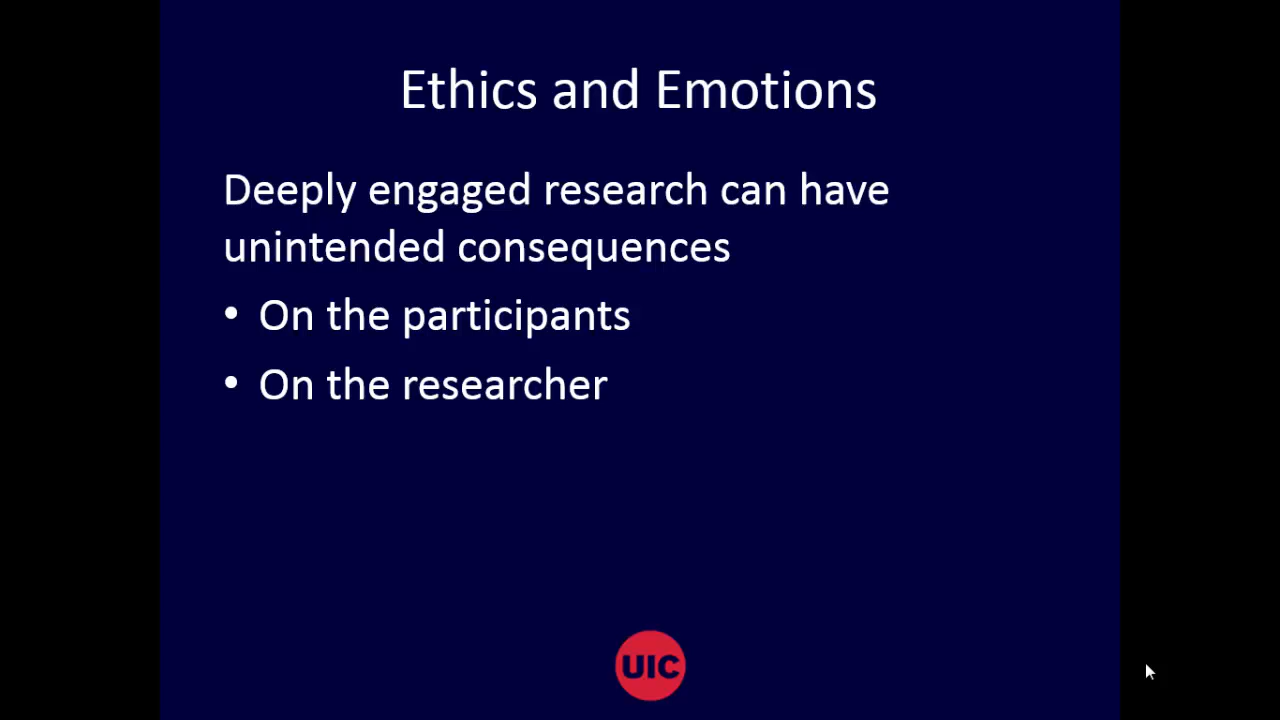 Ethics and Emotions
Deeply engaged research can have
unintended consequences
• On the participants
• On the researcher
UIC